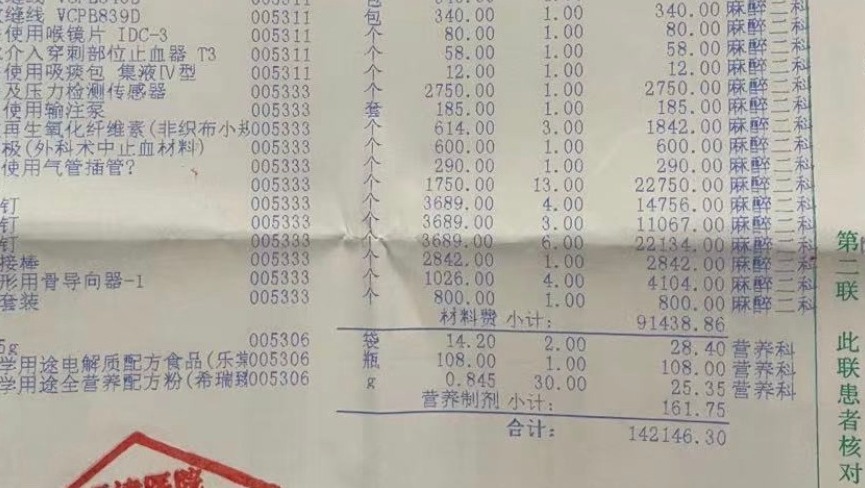 缝线 VCPB839D 005311 包 340.00 1.00 340.00 麻醉二科
使用喉镜片 IDC-3 005311 个 80.00 1.00 80.00 麻醉二科
介入穿刺部位止血器 T3 005311 个 58.00 1.00 58.00 麻醉二科
使用吸痰包 集液Ⅳ型 005311 个 12.00 1.00 12.00 麻醉二科
及压力检测传感器 005333 个 2750.00 1.00 2750.00 麻醉二科
使用输注泵 005333 套 185.00 1.00 185.00 麻醉二科
再生氧化纤维素(非织布小 005333 个 614.00 3.00 1842.00 麻醉二科
极(外科术中止血材料) 005333 个 600.00 1.00 600.00 麻醉二科
使用气管插管? 005333 个 290.00 1.00 290.00 麻醉二科
005333 个 1750.00 13.00 22750.00 麻醉二科
钉 005333 个 3689.00 4.00 14756.00 麻醉二科
钉 005333 个 3689.00 3.00 11067.00 麻醉二科
钉 005333 个 3689.00 6.00 22134.00 麻醉二科
接棒 005333 个 2842.00 1.00 2842.00 麻醉二科
形用骨导向器-1 005333 个 1026.00 4.00 4104.00 麻醉二科
套装 005333 个 800.00 1.00 800.00 麻醉二科
材料费 小计: 91438.86
5g 005306 袋 14.20 2.00 28.40 营养科
学用途电解质配方食品(乐 005306 瓶 108.00 1.00 108.00 营养科
学用途全营养配方粉(希瑞 005306 g 0.845 30.00 25.35 营养科
营养制剂 小计: 161.75
合计: 142146.30
第二联 此联患者核对